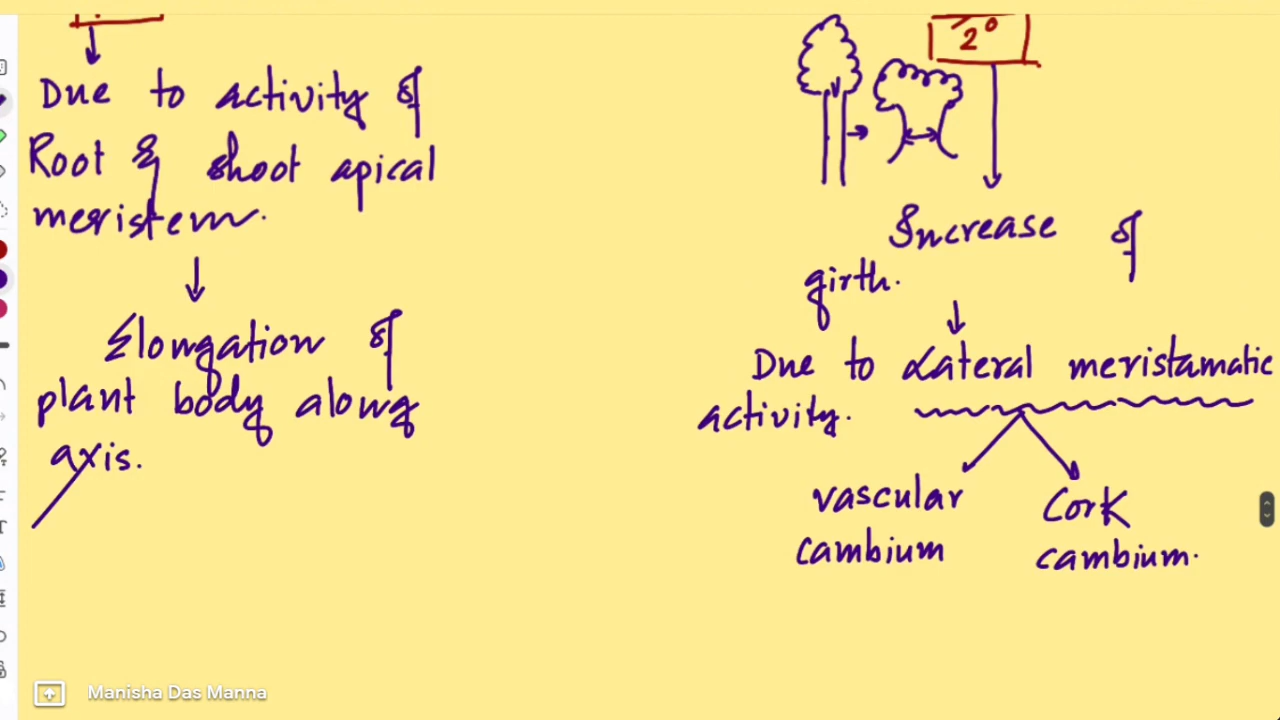 Due to activity of
Root & shoot apical
meristem.
Elongation of
plant body along
axis.
2°
Increase of
girth.
Due to Lateral meristamatic
activity.
vascular
cambium
Cork
cambium.
Manisha Das Manna